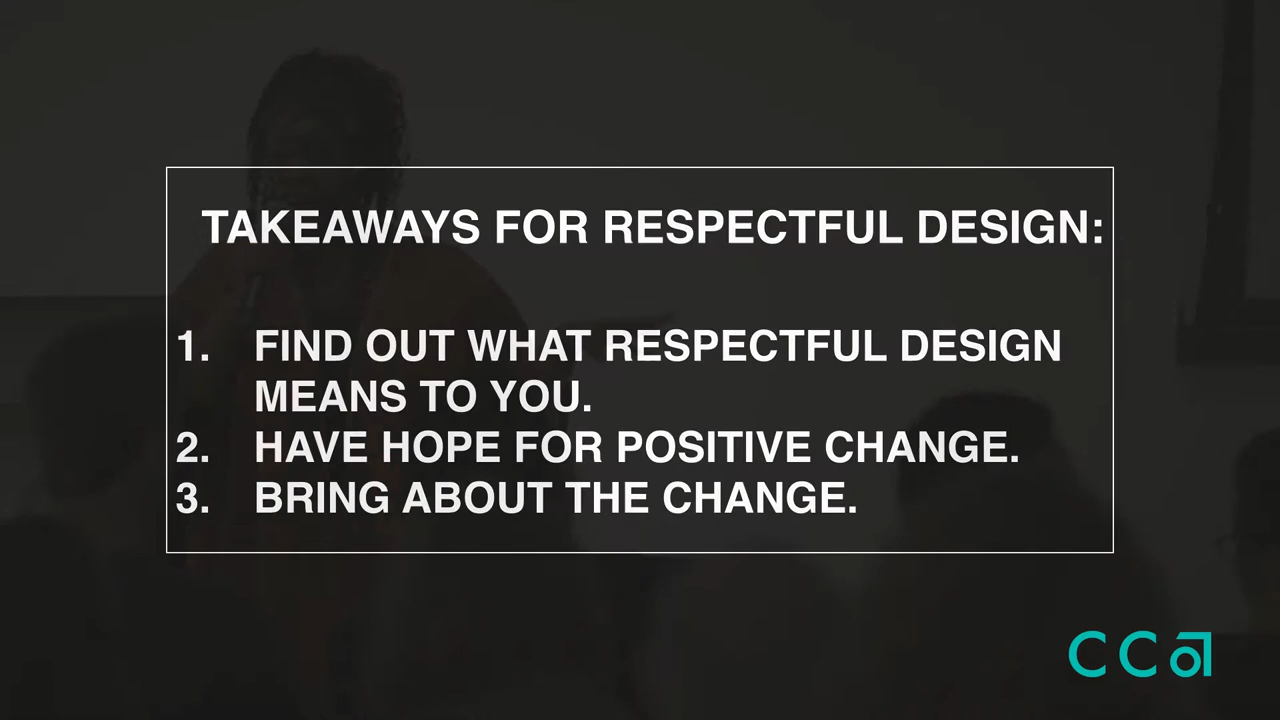 TAKEAWAYS FOR RESPECTFUL DESIGN:
1. FIND OUT WHAT RESPECTFUL DESIGN
MEANS TO YOU.
2. HAVE HOPE FOR POSITIVE CHANGE.
3. BRING ABOUT THE CHANGE.
CCa